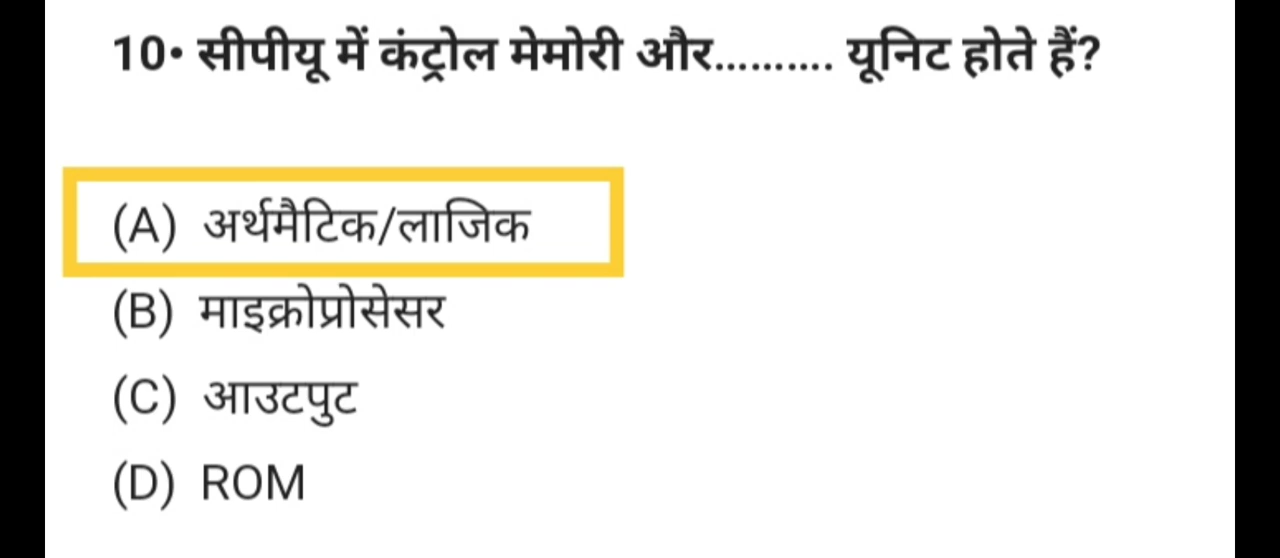 10• सीपीयू में कंट्रोल मेमोरी और.......... यूनिट होते हैं?
(A) अर्थमैटिक/लाजिक
(B) माइक्रोप्रोसेसर
(C) आउटपुट
(D) ROM